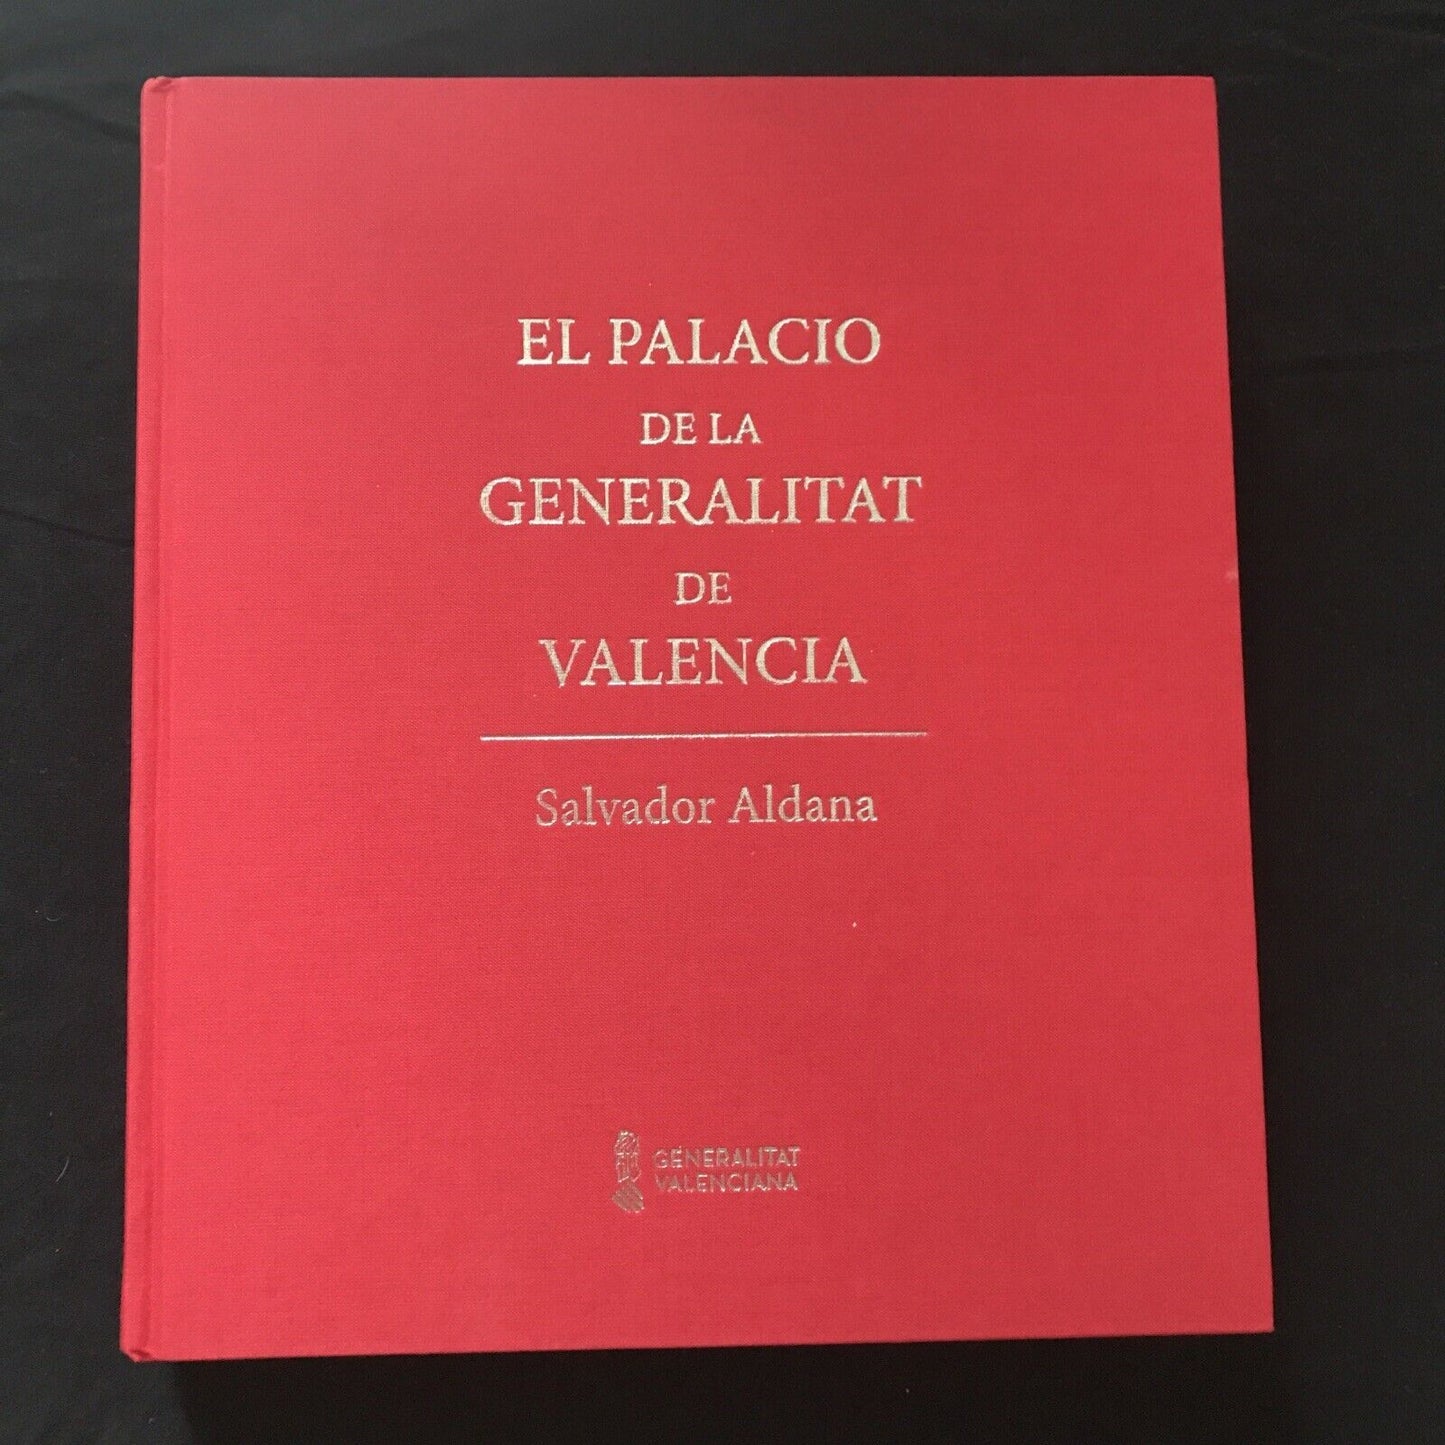 EL PALACIO
DE LA
GENERALITAT
DE
VALENCIA
Salvador Aldana
GENERALITAT
VALENCIANA